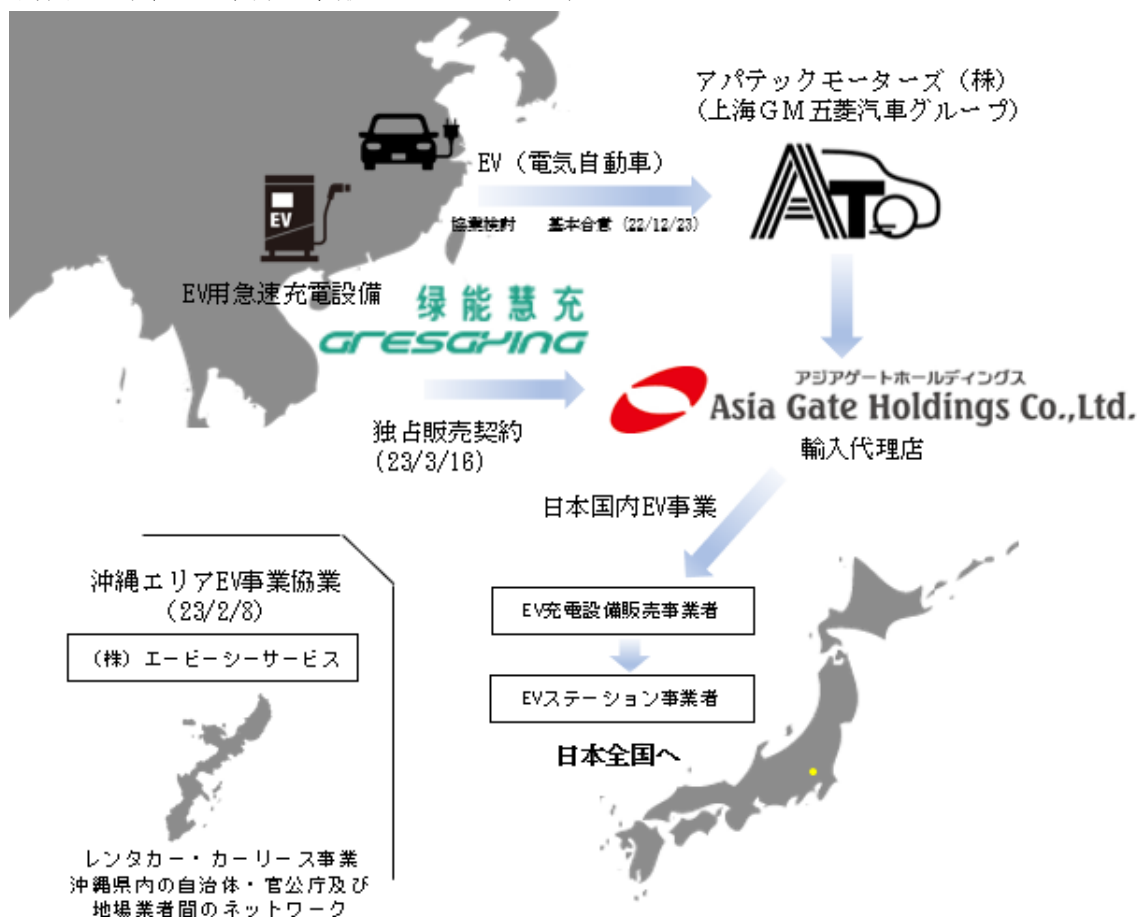 アパテックモーターズ（株）
（上海ＧＭ五菱汽車グループ）
EV（電気自動車）
協業検討 基本合意（22/12/23）
EV
EV用急速充電設備
绿能慧充
GRESGYING
AT
アジアゲートホールディングス
Asia Gate Holdings Co.,Ltd.
輸入代理店
独占販売契約
(23/3/16)
日本国内EV事業
沖縄エリアEV事業協業
（23/2/8）
（株）エービーシーサービス
EV充電設備販売事業者
EVステーション事業者
日本全国へ
レンタカー・カーリース事業
沖縄県内の自治体・官公庁及び
地場業者間のネットワーク